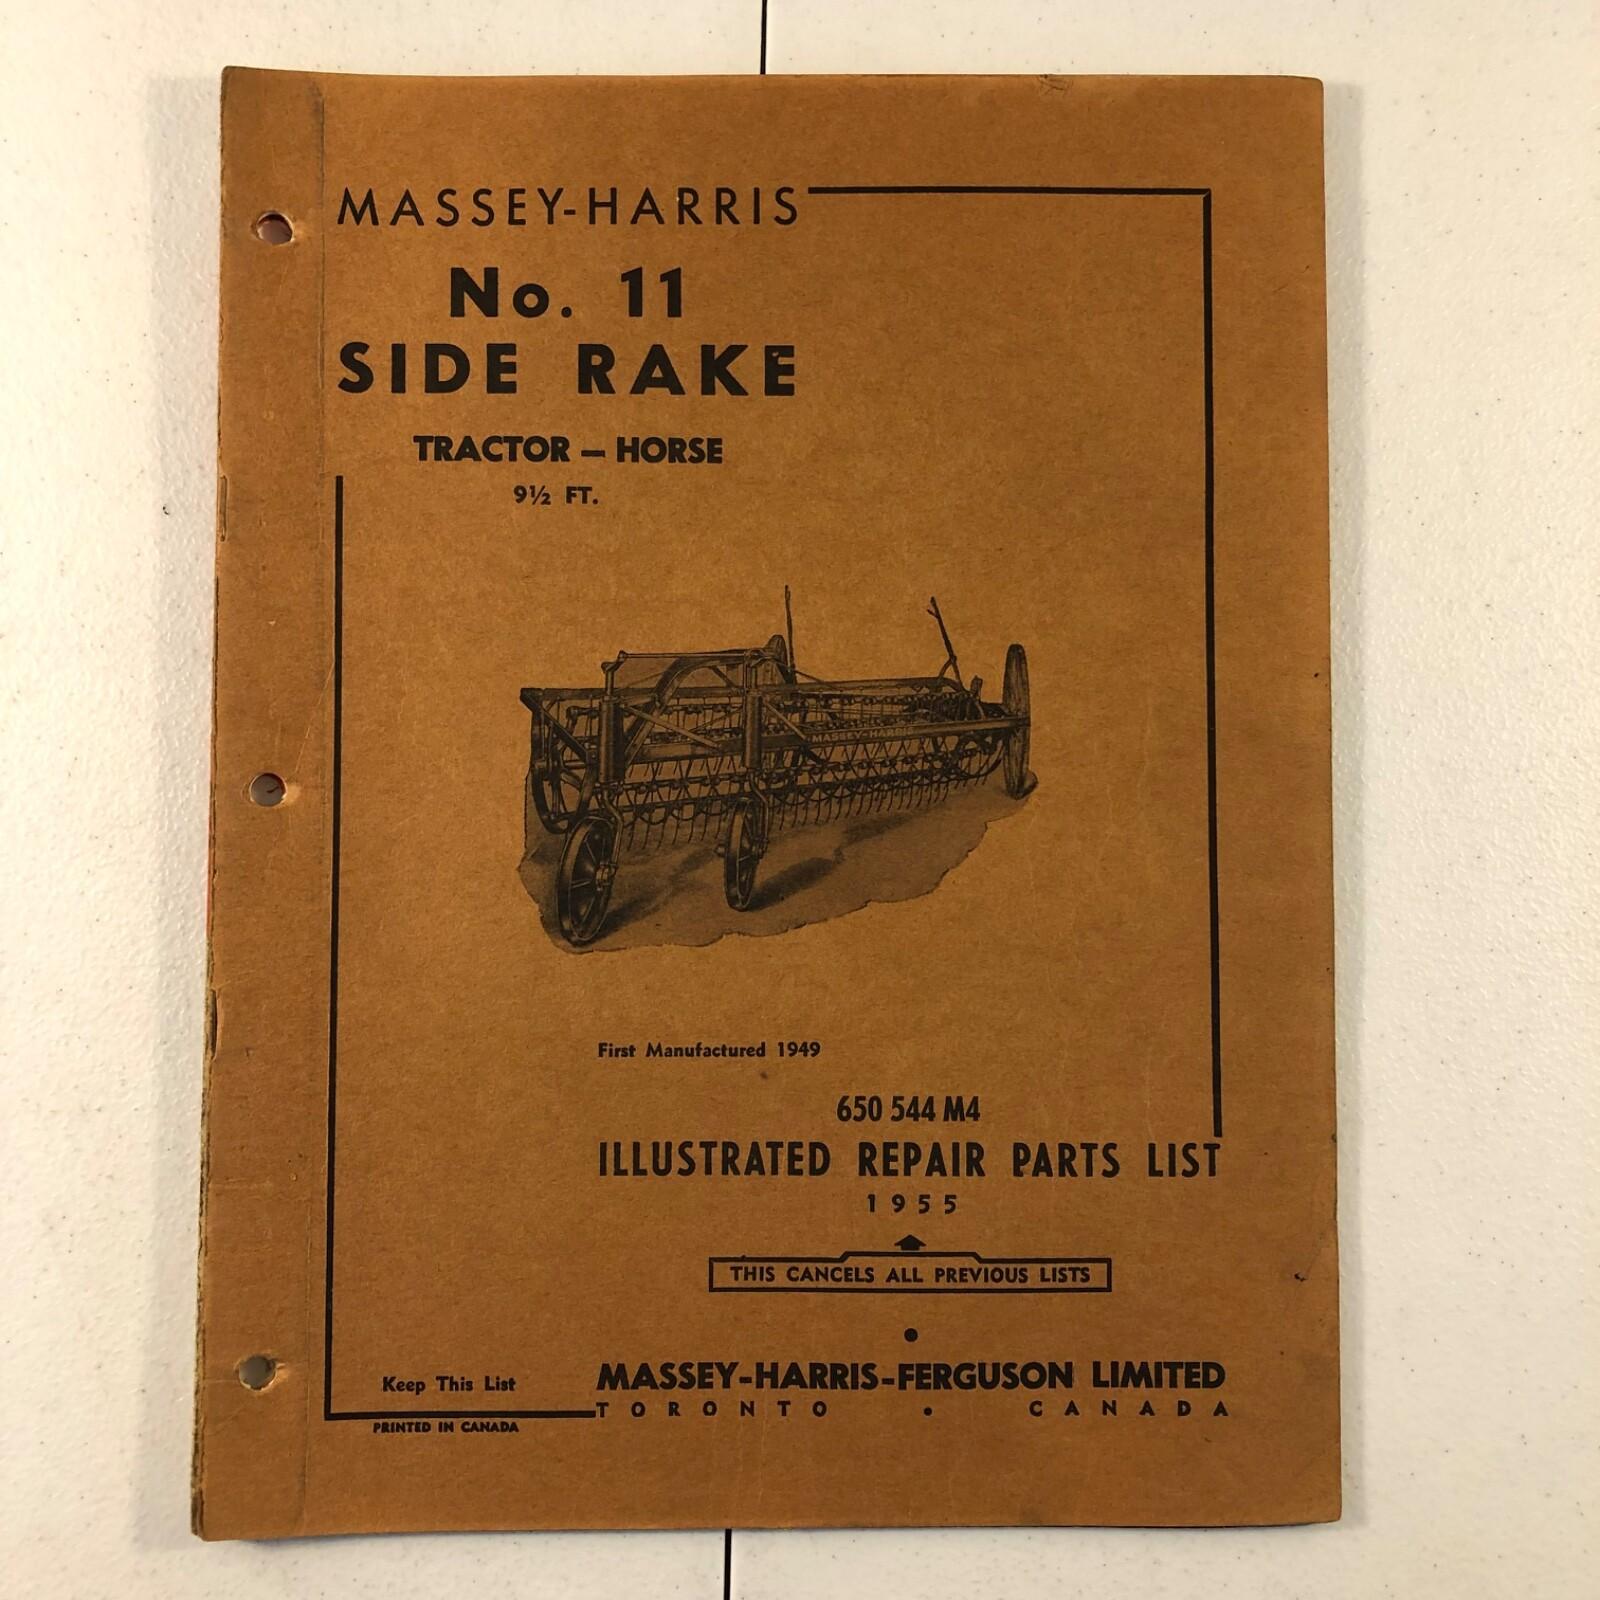 MASSEY-HARRIS
No. 11
SIDE RAKE
TRACTOR — HORSE
9½ FT.
MASSEY-HARRIS
First Manufactured 1949
650 544 M4
ILLUSTRATED REPAIR PARTS LIST
1955
THIS CANCELS ALL PREVIOUS LISTS
Keep This List
MASSEY-HARRIS-FERGUSON LIMITED
TORONTO • CANADA
PRINTED IN CANADA